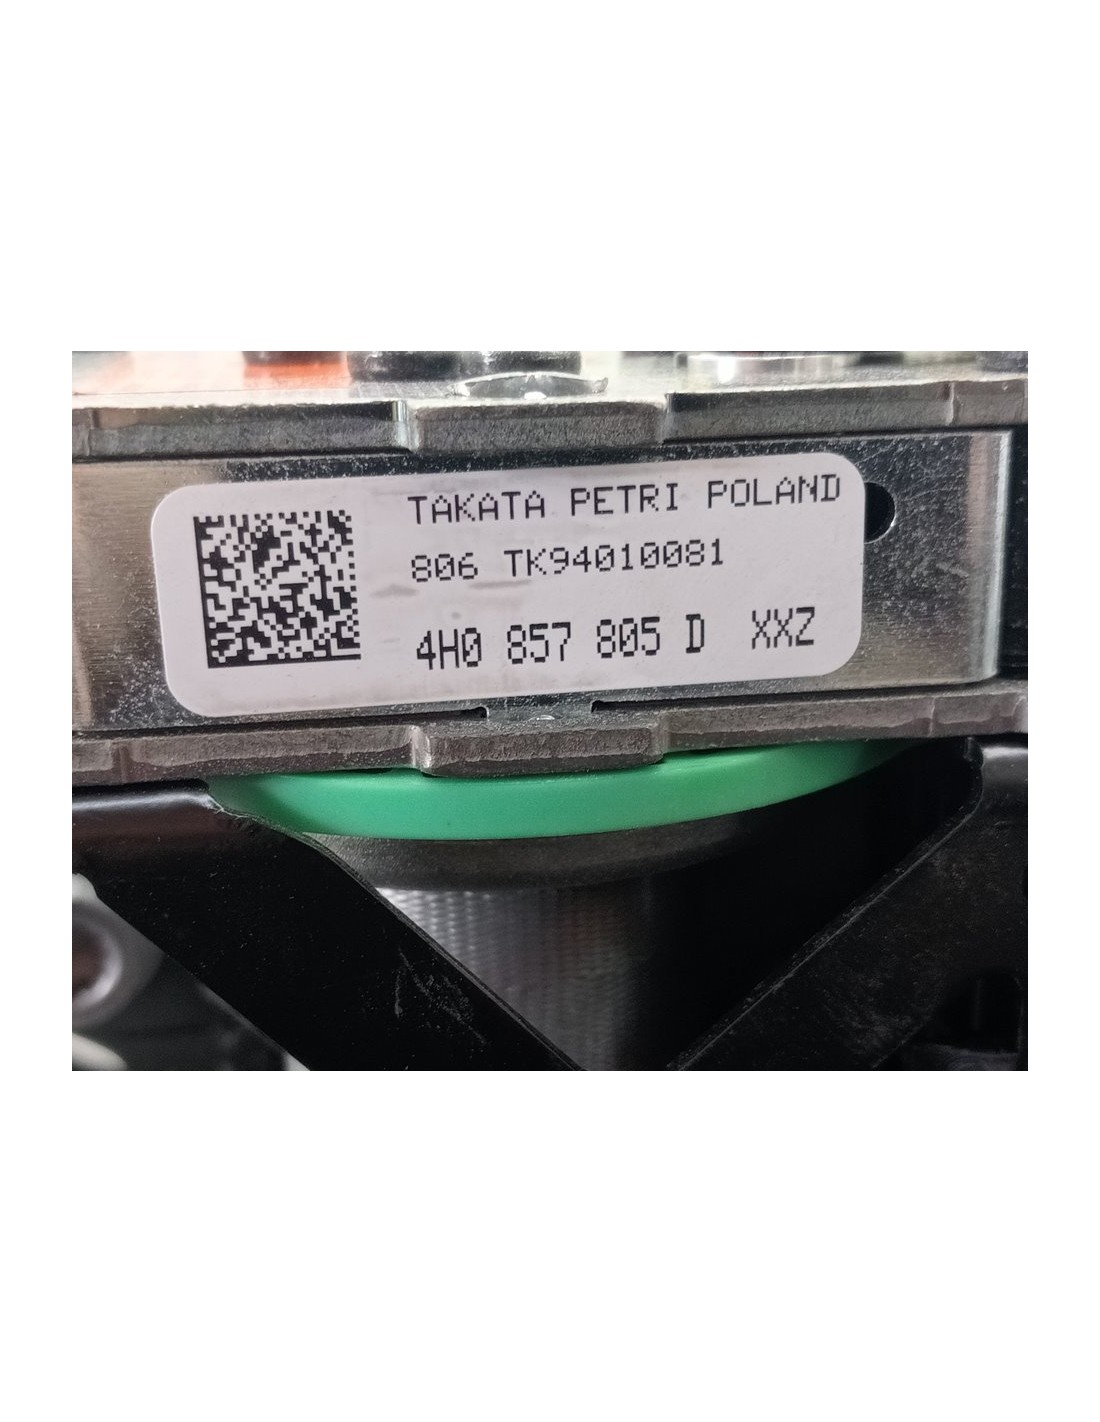 TAKATA PETRI POLAND
806 TK94010081
4H0 857 805 D XXZ